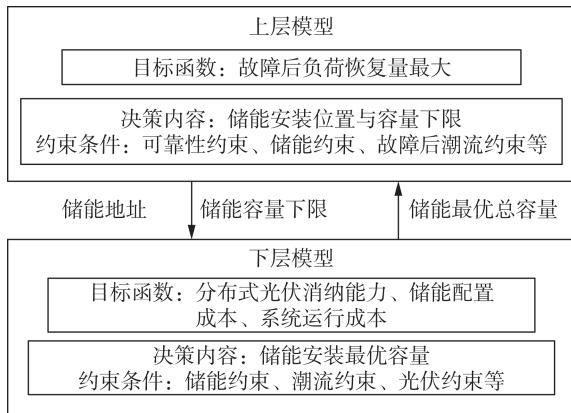 上层模型
目标函数：故障后负荷恢复量最大
决策内容：储能安装位置与容量下限
约束条件：可靠性约束、储能约束、故障后潮流约束等
储能地址 储能容量下限 储能最优总容量
下层模型
目标函数：分布式光伏消纳能力、储能配置
成本、系统运行成本
决策内容：储能安装最优容量
约束条件：储能约束、潮流约束、光伏约束等